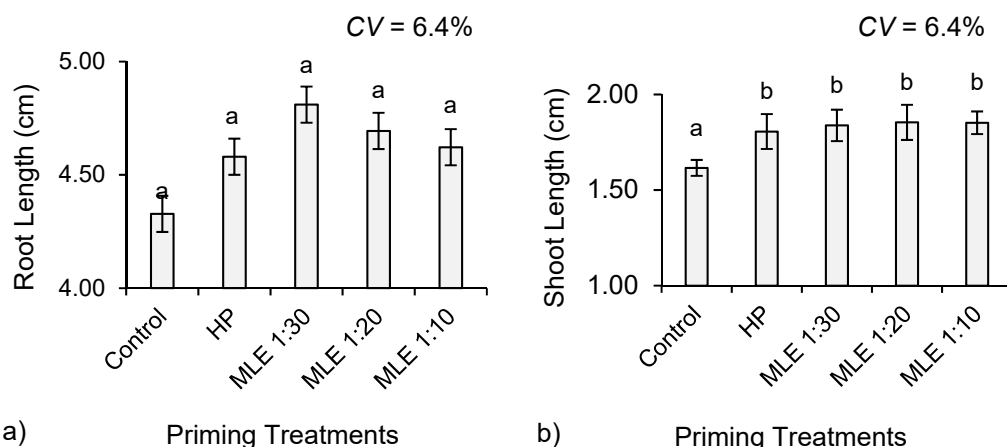 CV = 6.4%
Root Length (cm)
5.00
4.50
4.00
a
a
a
a
a
Control
HP
MLE 1:30
MLE 1:20
MLE 1:10
a)
Priming Treatments
CV = 6.4%
Shoot Length (cm)
2.00
1.50
1.00
a
b
b
b
b
Control
HP
MLE 1:30
MLE 1:20
MLE 1:10
b)
Priming Treatments